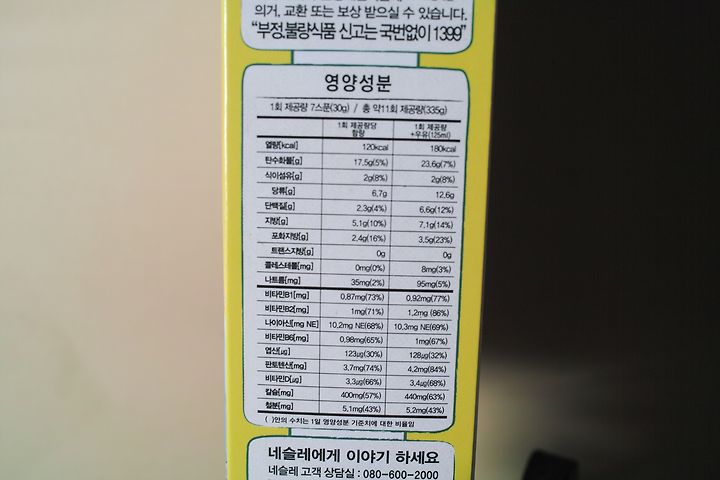 의거, 교환 또는 보상 받으실 수 있습니다.
"부정,불량식품 신고는 국번없이 1399"
영양성분
1회 제공량 7스푼(30g) / 총 약11회 제공량(335g)
1회 제공량당 함량 1회 제공량 +우유(125ml)
열량[kcal] 120kcal 180kcal
탄수화물[g] 17.5g(5%) 23.6g(7%)
식이섬유[g] 2g(8%) 2g(8%)
당류[g] 6.7g 12.6g
단백질[g] 2.3g(4%) 6.6g(12%)
지방[g] 5.1g(10%) 7.1g(14%)
포화지방[g] 2.4g(16%) 3.5g(23%)
트랜스지방[g] 0g 0g
콜레스테롤[mg] 0mg(0%) 8mg(3%)
나트륨[mg] 35mg(2%) 95mg(5%)
비타민B1[mg] 0.87mg(73%) 0.92mg(77%)
비타민B2[mg] 1mg(71%) 1.2mg (86%)
나이아신[mg NE] 10.2mg NE(68%) 10.3mg NE(69%)
비타민B6[mg] 0.98mg(65%) 1mg(67%)
엽산[㎍] 123㎍(30%) 128㎍(32%)
판토텐산[mg] 3.7mg(74%) 4.2mg(84%)
비타민D[㎍] 3.3㎍(66%) 3.4㎍(68%)
칼슘[mg] 400mg(57%) 440mg(63%)
철분[mg] 5.1mg(43%) 5.2mg(43%)
( )안의 수치는 1일 영양성분 기준치에 대한 비율임
네슬레에게 이야기 하세요
네슬레 고객 상담실 : 080-600-2000